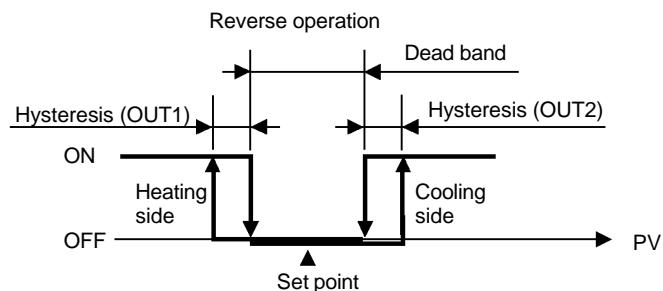 Reverse operation
Dead band
Hysteresis (OUT1)
Hysteresis (OUT2)
ON
Heating
side
Cooling
side
OFF
PV
Set point